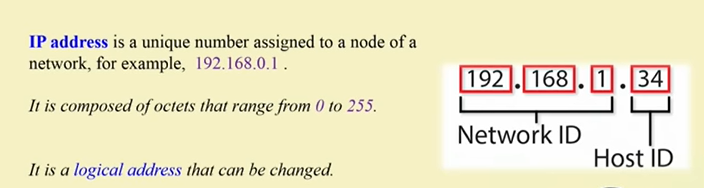 IP address is a unique number assigned to a node of a
network, for example, 192.168.0.1 .
It is composed of octets that range from 0 to 255.
It is a logical address that can be changed.
192.168.1.34
Network ID
Host ID